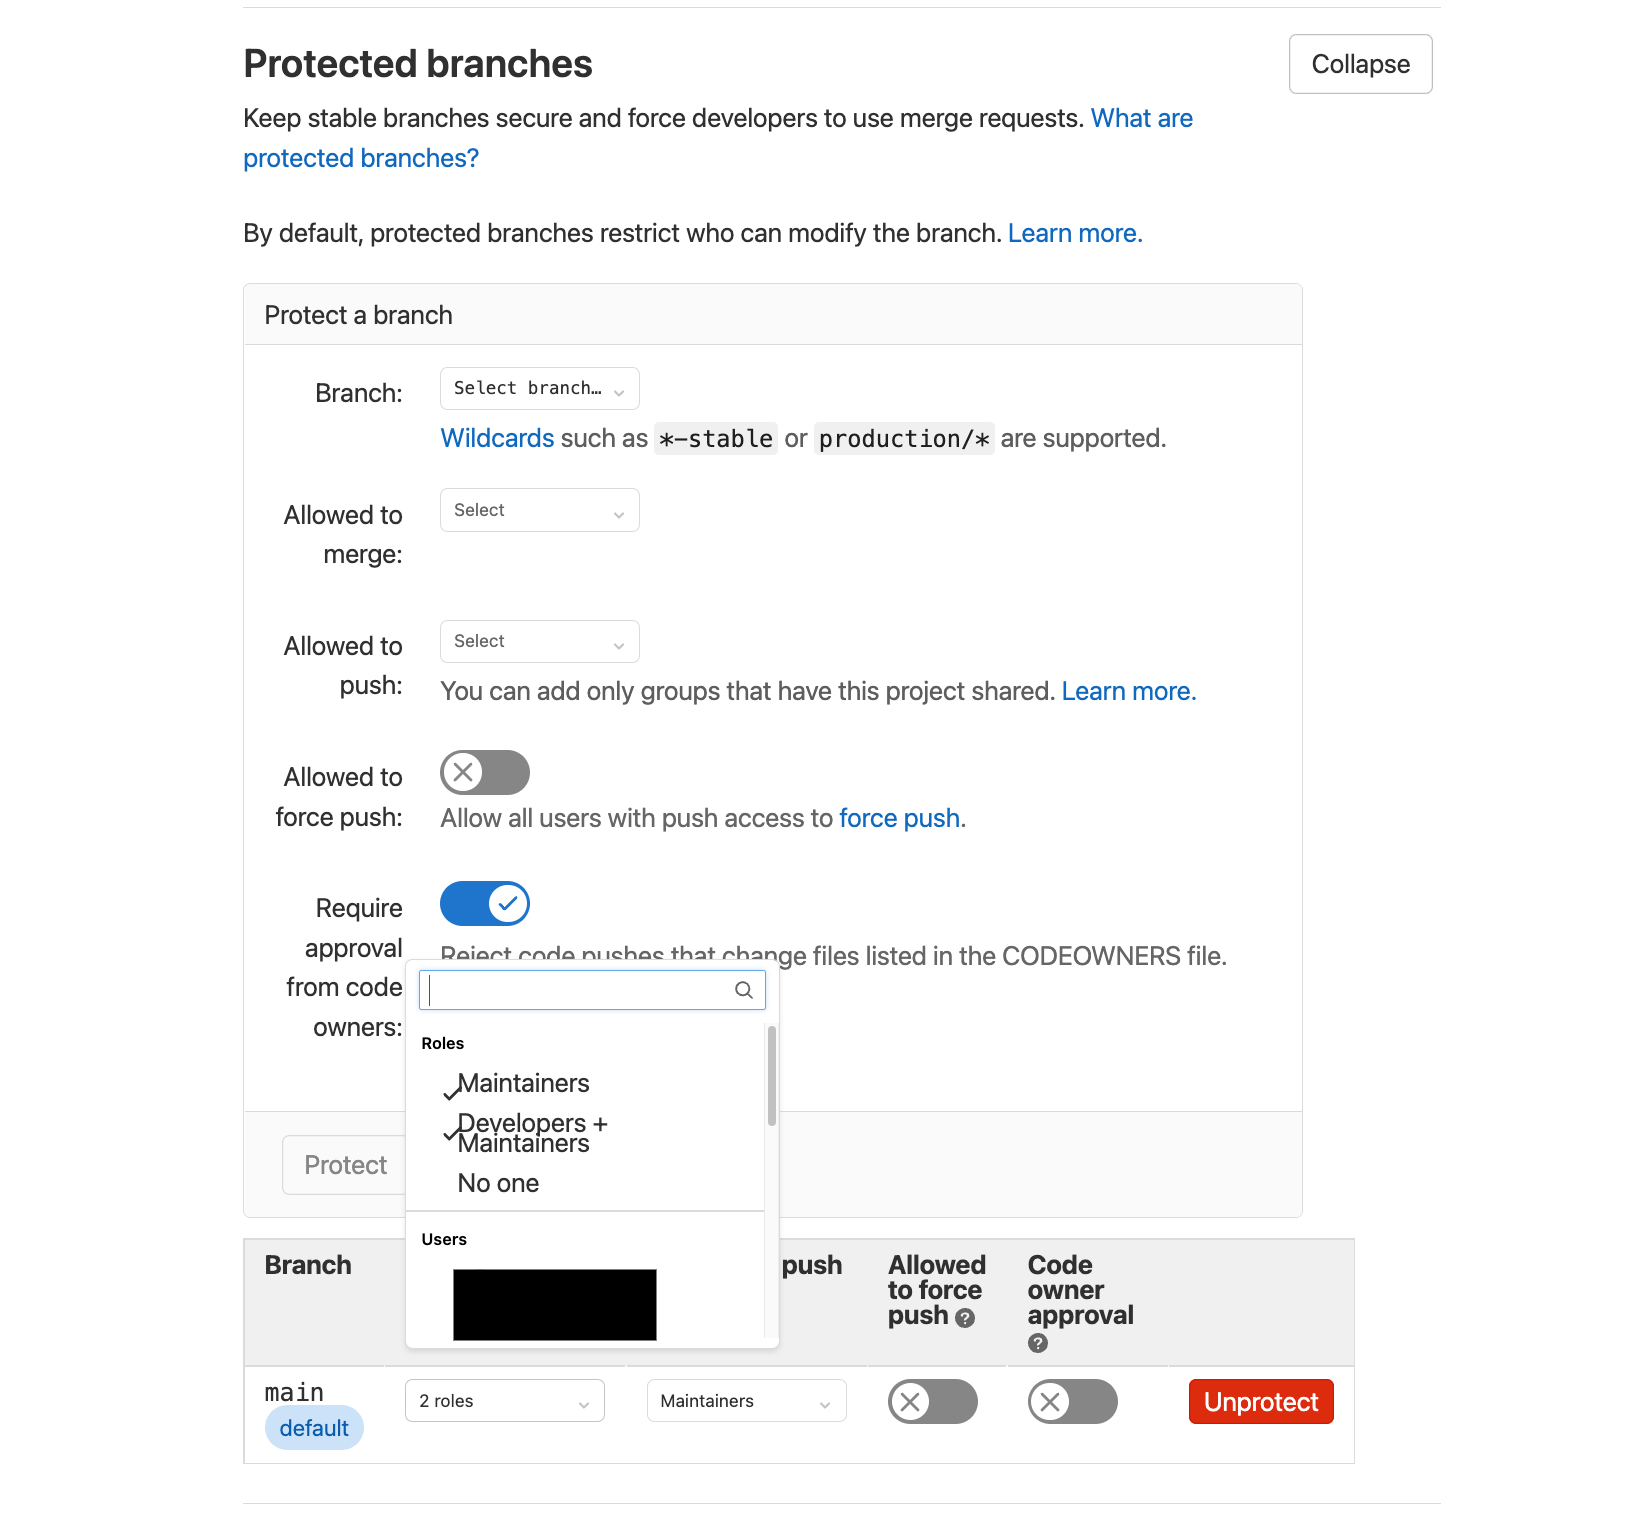 Protected branches
Collapse
Keep stable branches secure and force developers to use merge requests. What are
protected branches?
By default, protected branches restrict who can modify the branch. Learn more.
Protect a branch
Branch:
Select branch…
Wildcards such as *-stable or production/* are supported.
Allowed to
merge:
Select
Allowed to
push:
Select
You can add only groups that have this project shared. Learn more.
Allowed to
force push:
Allow all users with push access to force push.
Require
approval
from code
owners:
Reject code pushes that change files listed in the CODEOWNERS file.
Roles
Maintainers
Developers +
Maintainers
No one
Users
Protect
Branch
push
Allowed
to force
push ?
Code
owner
approval
?
main
default
2 roles
Maintainers
Unprotect